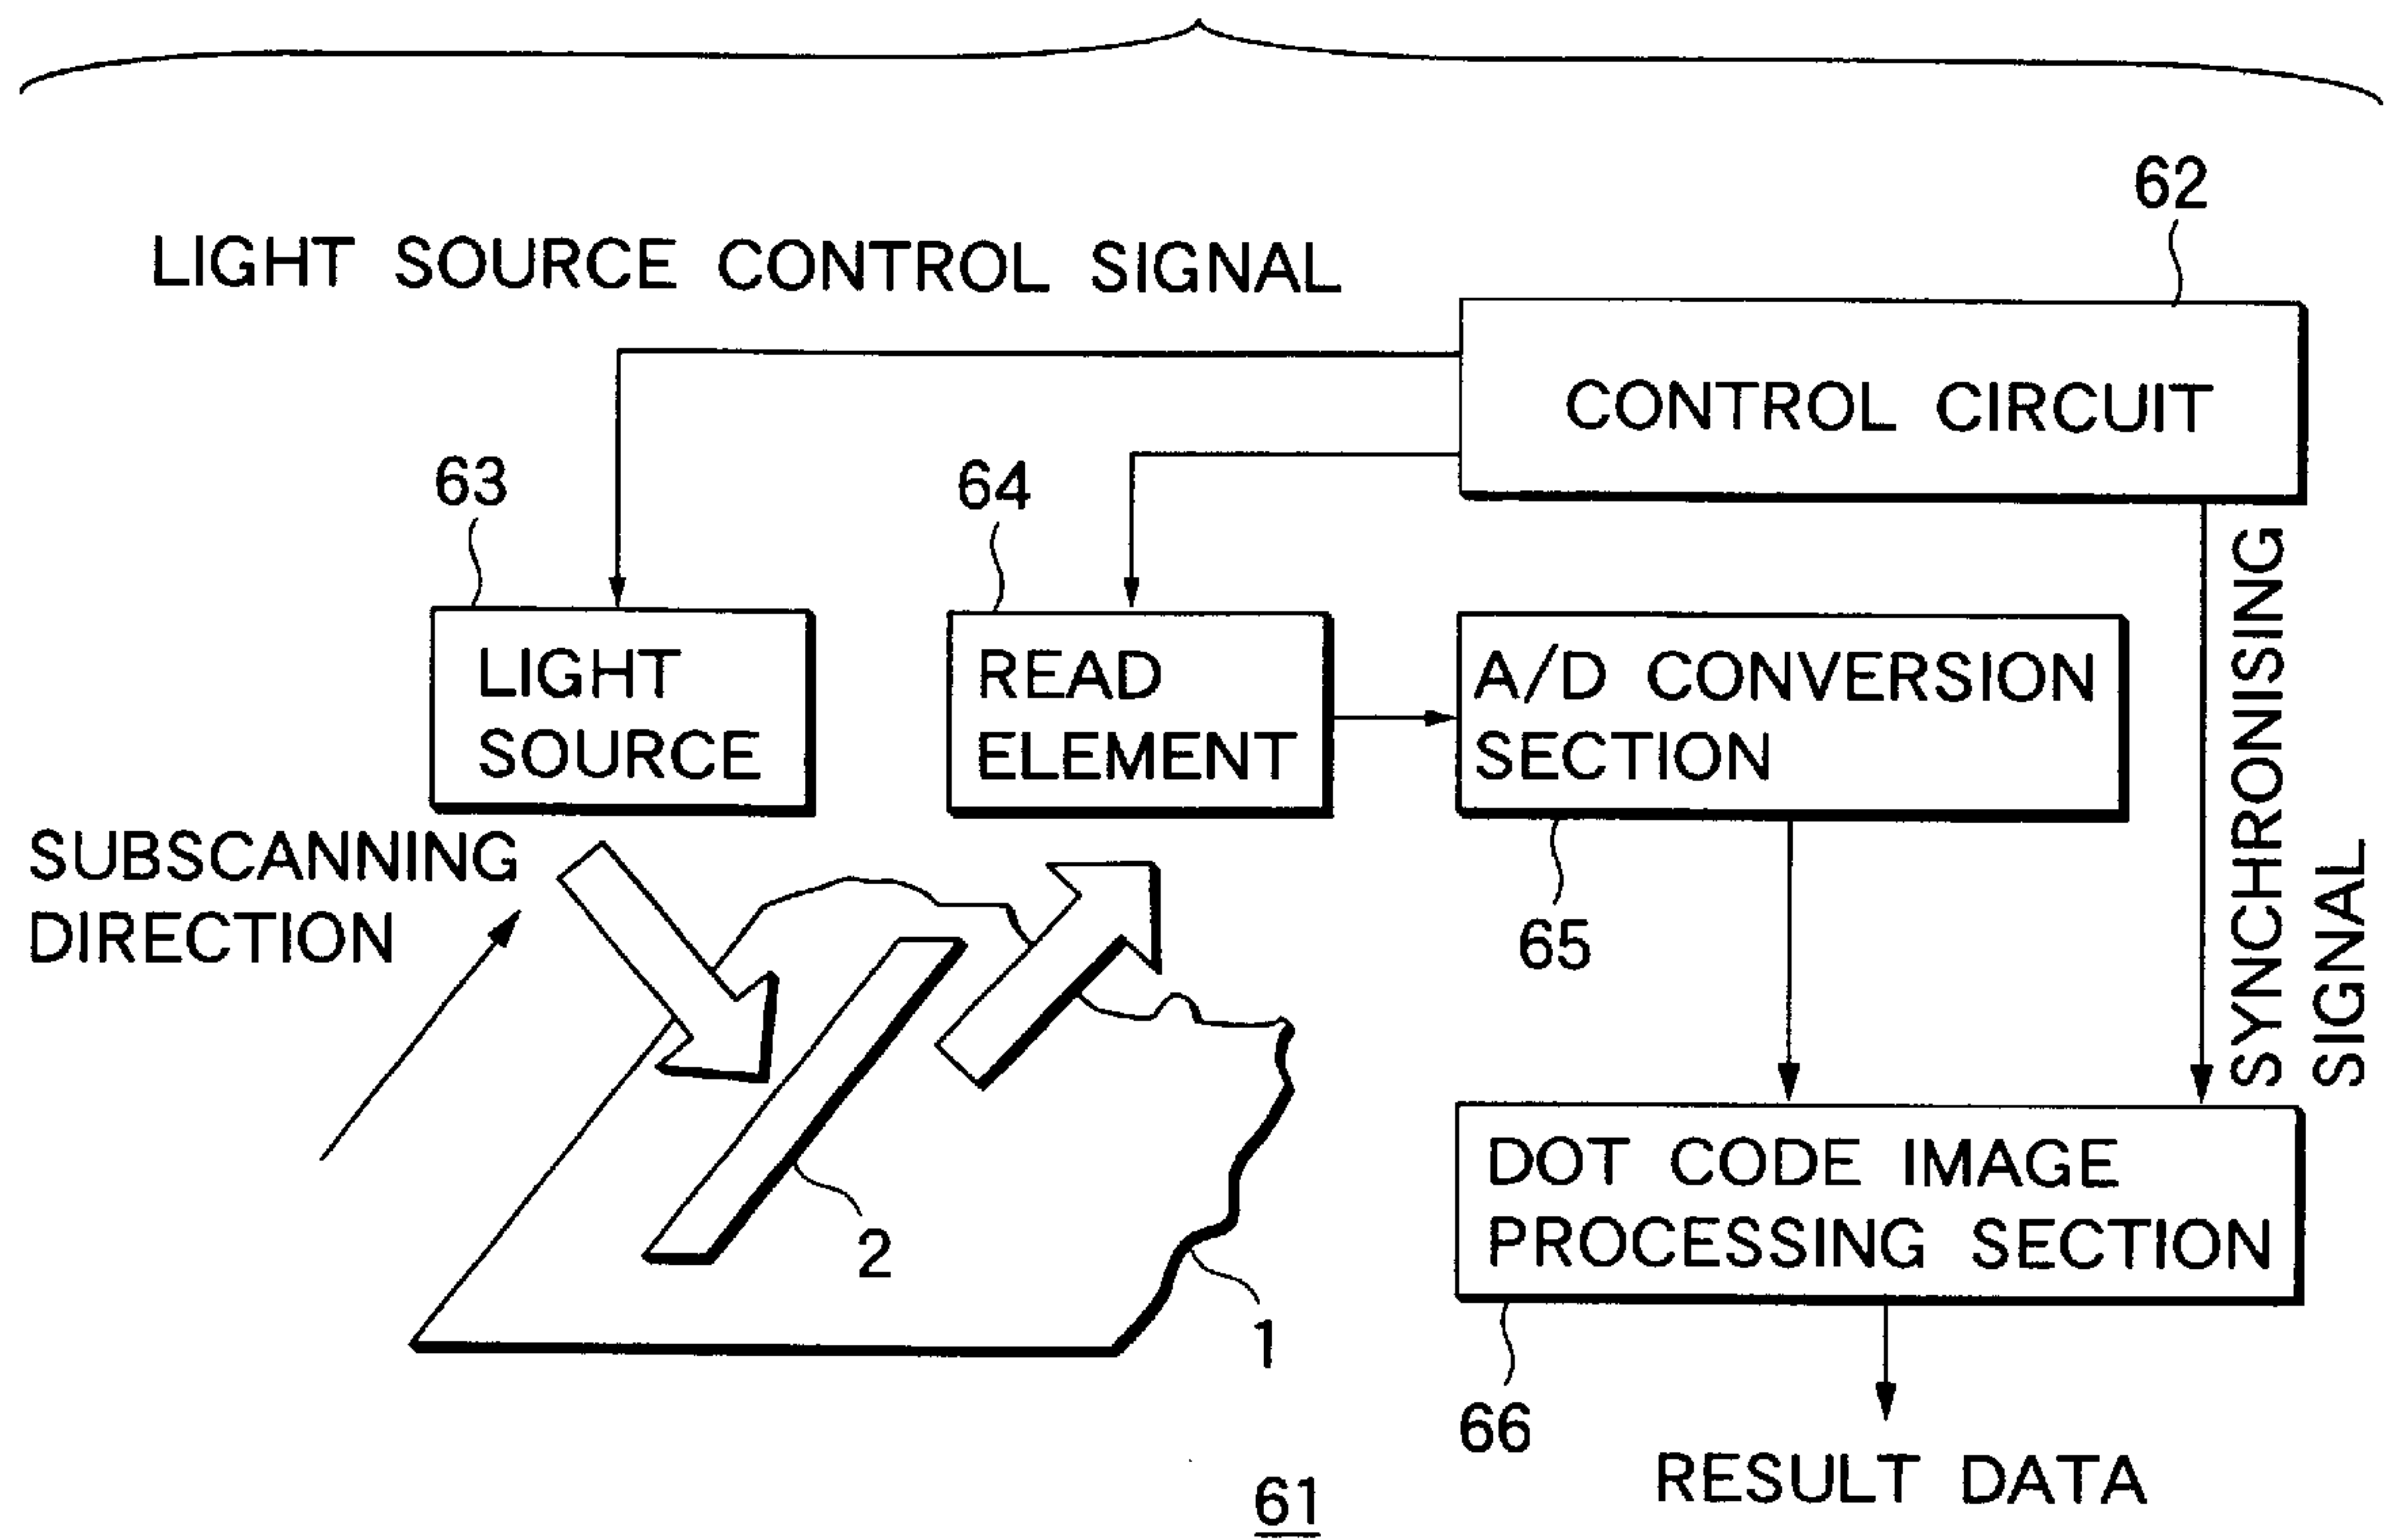 62
LIGHT SOURCE CONTROL SIGNAL
CONTROL CIRCUIT
63
64
LIGHT
SOURCE
READ
ELEMENT
A/D CONVERSION
SECTION
SYNCHRONISING
SIGNAL
SUBSCANNING
DIRECTION
65
2
1
DOT CODE IMAGE
PROCESSING SECTION
66
RESULT DATA
61